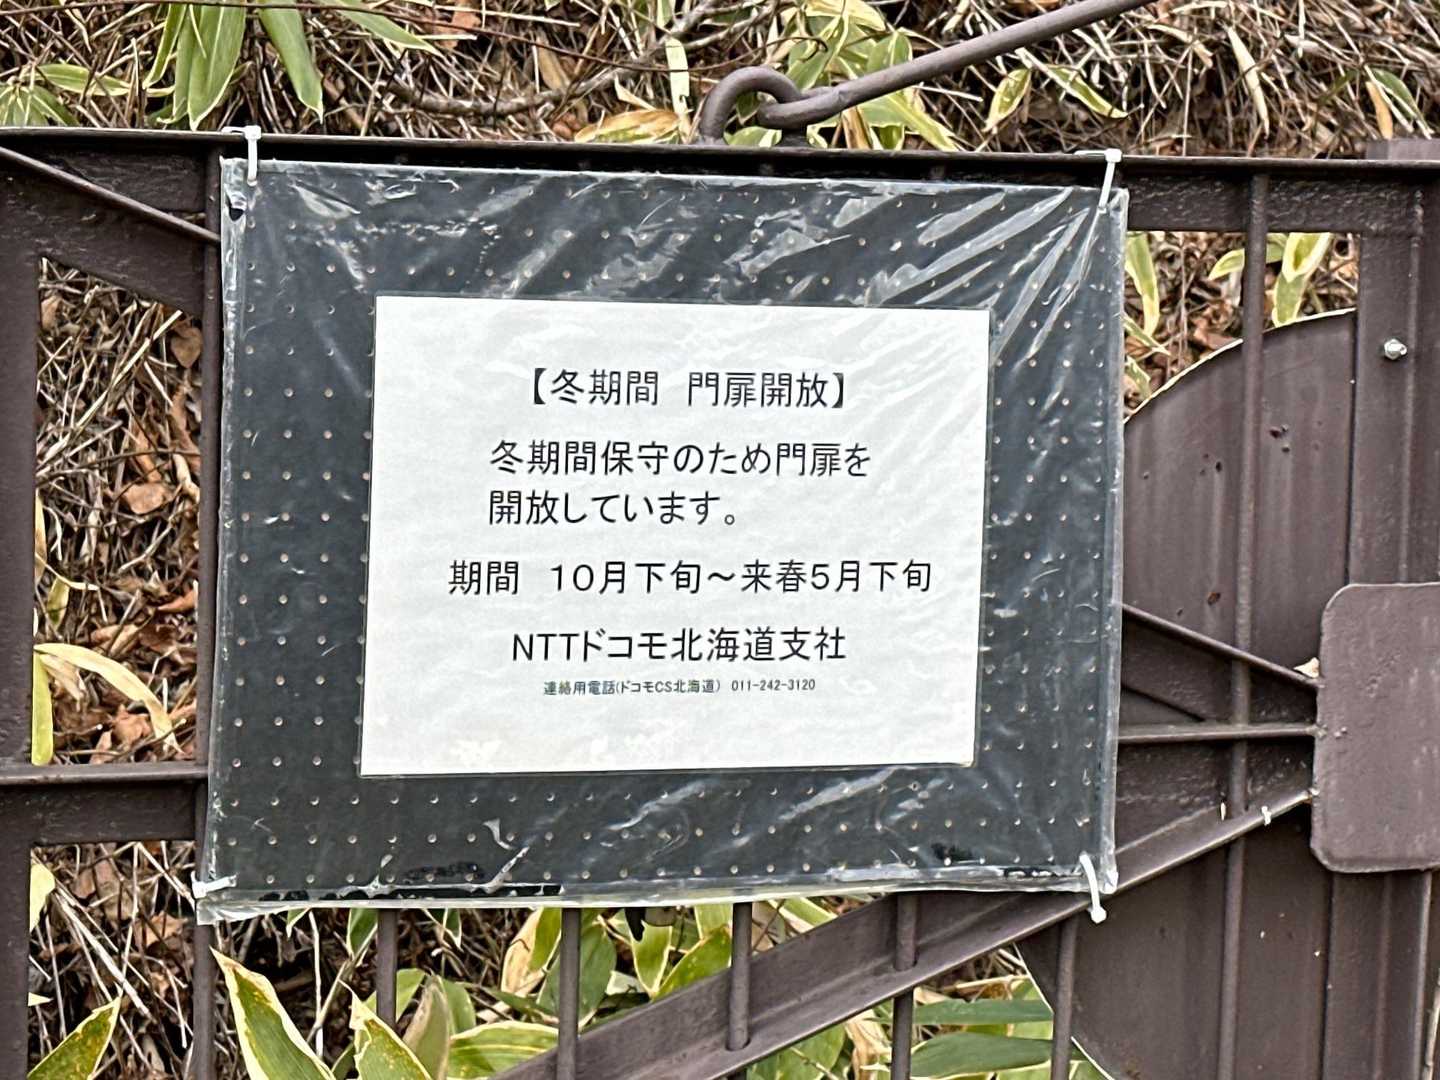 【冬期間 門扉開放】
冬期間保守のため門扉を
開放しています。
期間 10月下旬～来春5月下旬
NTTドコモ北海道支社
連絡用電話(ドコモCS北海道) 011-242-3120